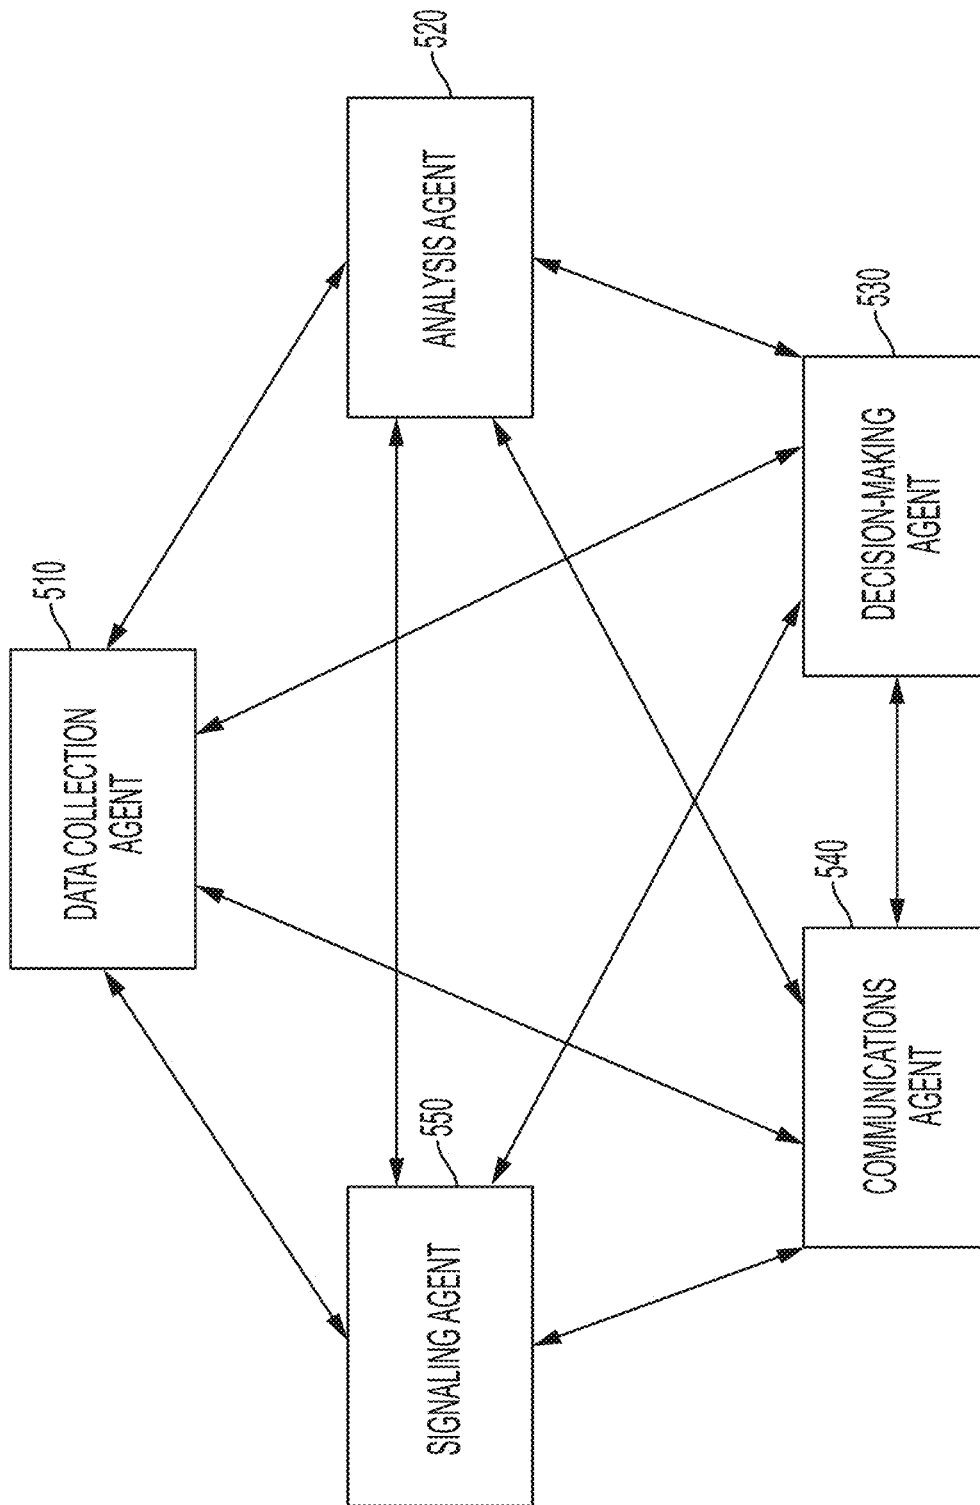 DATA COLLECTION
AGENT
510
ANALYSIS AGENT
520
DECISION-MAKING
AGENT
530
COMMUNICATIONS
AGENT
540
SIGNALING AGENT
550